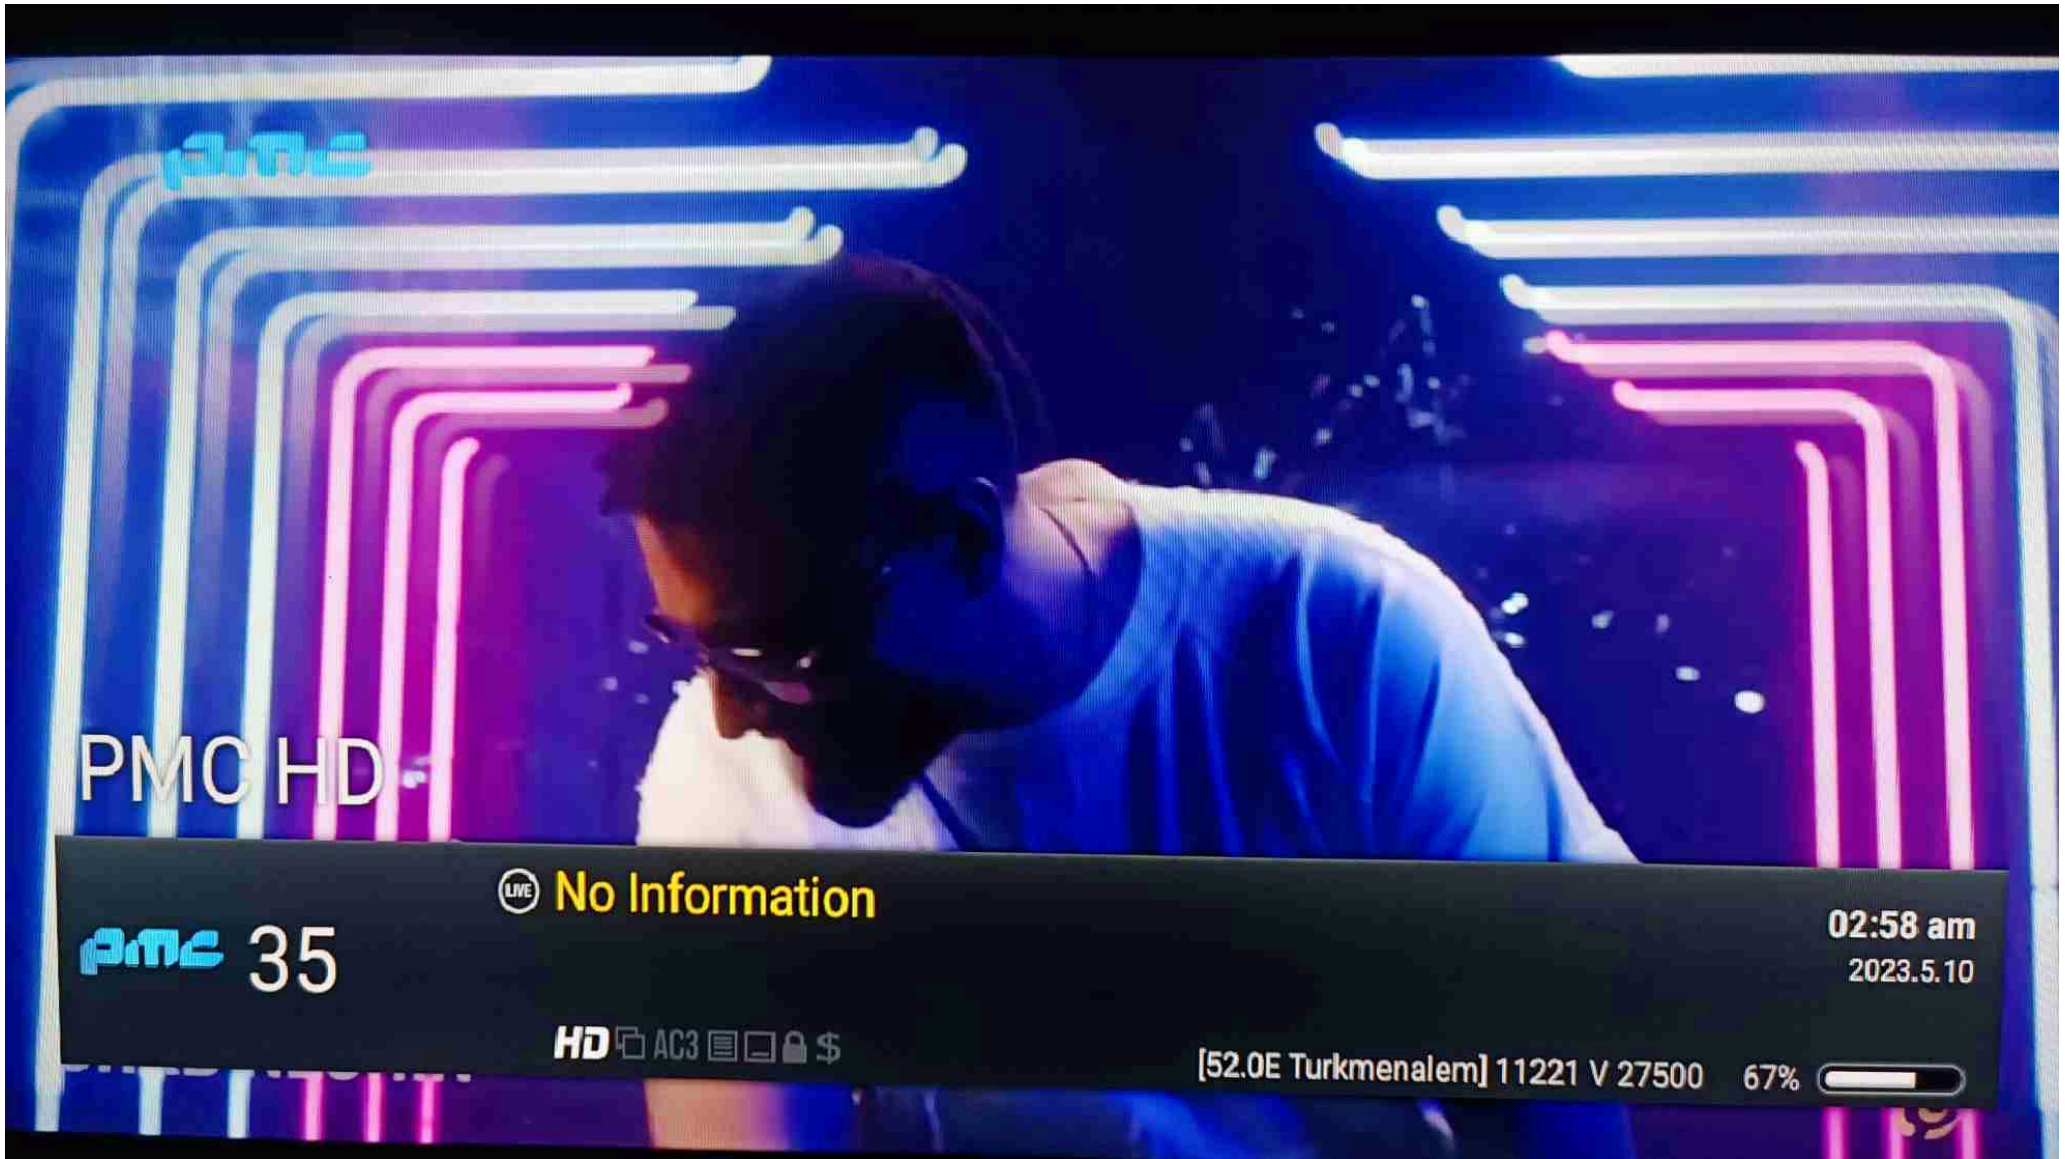 pmc
PMC HD
LIVE No Information
pmc 35
02:58 am
2023.5.10
HD AC3 $
[52.0E Turkmenalem] 11221 V 27500 67%